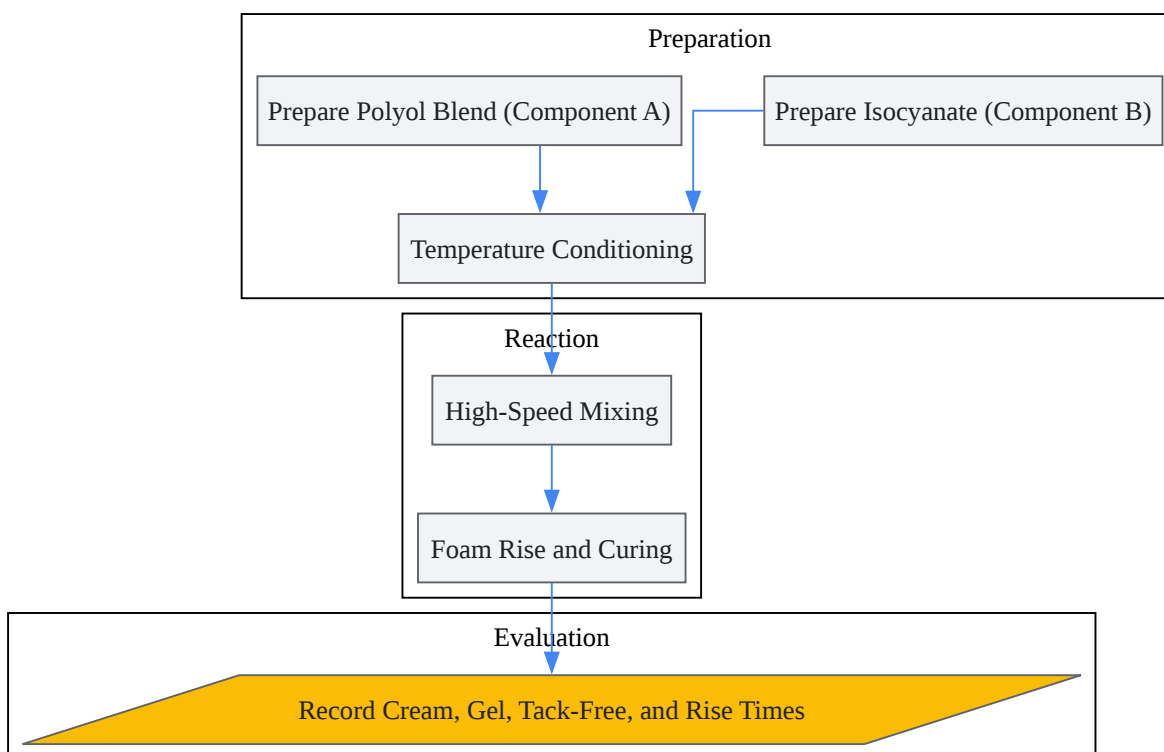 Preparation
Prepare Polyol Blend (Component A)
Prepare Isocyanate (Component B)
Temperature Conditioning
Reaction
High-Speed Mixing
Foam Rise and Curing
Evaluation
Record Cream, Gel, Tack-Free, and Rise Times